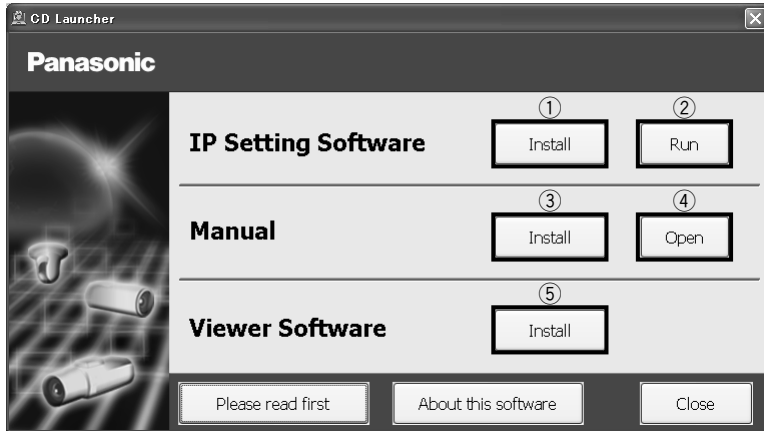 CD Launcher
Panasonic
① ②
IP Setting Software Install Run
③ ④
Manual Install Open
⑤
Viewer Software Install
Please read first About this software Close